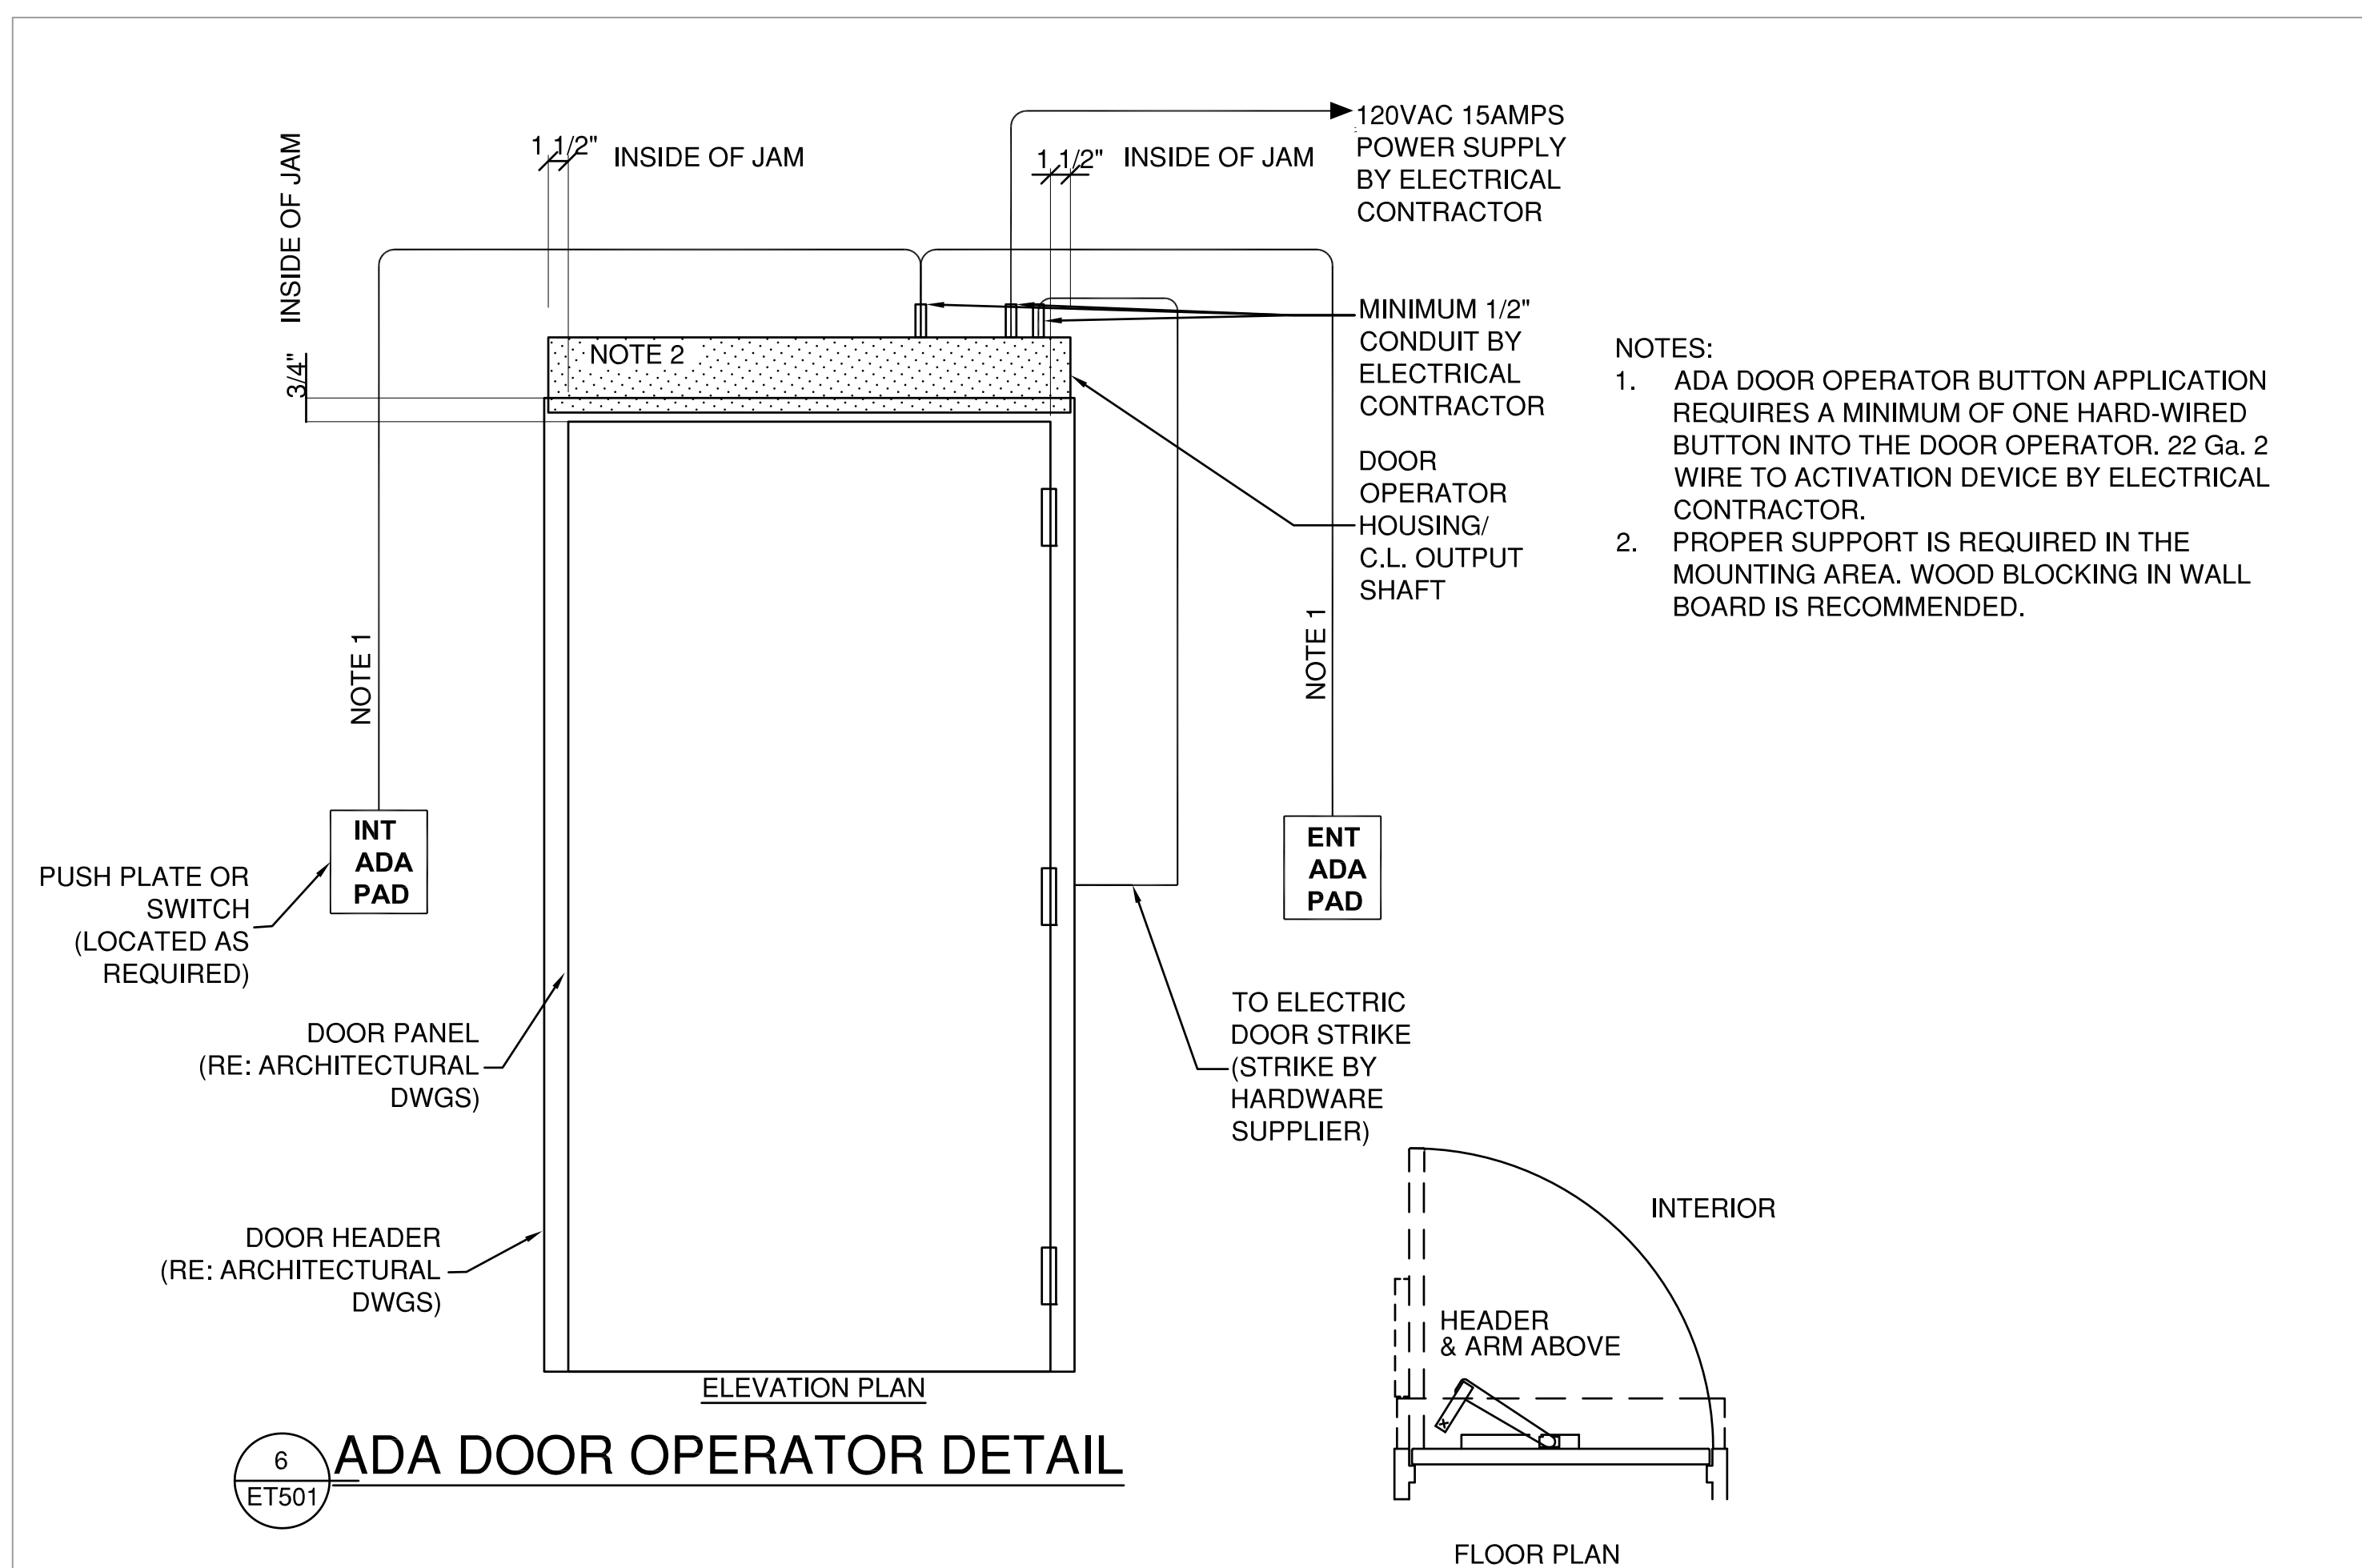 INSIDE OF JAM
3/4"
1 1/2"
INSIDE OF JAM
1 1/2"
INSIDE OF JAM
120VAC 15AMPS
POWER SUPPLY
BY ELECTRICAL
CONTRACTOR
MINIMUM 1/2"
CONDUIT BY
ELECTRICAL
CONTRACTOR
NOTE 2
DOOR
OPERATOR
HOUSING/
C.L. OUTPUT
SHAFT
NOTES:
1. ADA DOOR OPERATOR BUTTON APPLICATION
REQUIRES A MINIMUM OF ONE HARD-WIRED
BUTTON INTO THE DOOR OPERATOR. 22 Ga. 2
WIRE TO ACTIVATION DEVICE BY ELECTRICAL
CONTRACTOR.
2. PROPER SUPPORT IS REQUIRED IN THE
MOUNTING AREA. WOOD BLOCKING IN WALL
BOARD IS RECOMMENDED.
NOTE 1
NOTE 1
INT
ADA
PAD
ENT
ADA
PAD
PUSH PLATE OR
SWITCH
(LOCATED AS
REQUIRED)
DOOR PANEL
(RE: ARCHITECTURAL
DWGS)
TO ELECTRIC
DOOR STRIKE
(STRIKE BY
HARDWARE
SUPPLIER)
DOOR HEADER
(RE: ARCHITECTURAL
DWGS)
INTERIOR
HEADER
& ARM ABOVE
x
ELEVATION PLAN
6
ET501
ADA DOOR OPERATOR DETAIL
FLOOR PLAN